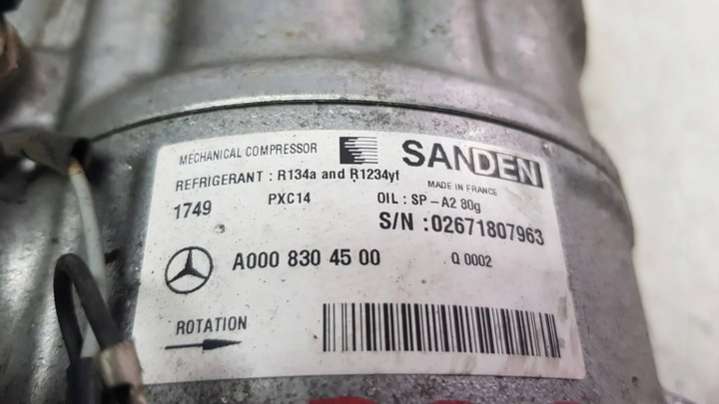 MECHANICAL COMPRESSOR SANDEN
REFRIGERANT : R134a and R1234yf MADE IN FRANCE
1749 PXC14 OIL : SP – A2 80g
S/N : 02671807963
A000 830 45 00 Q 0002
ROTATION